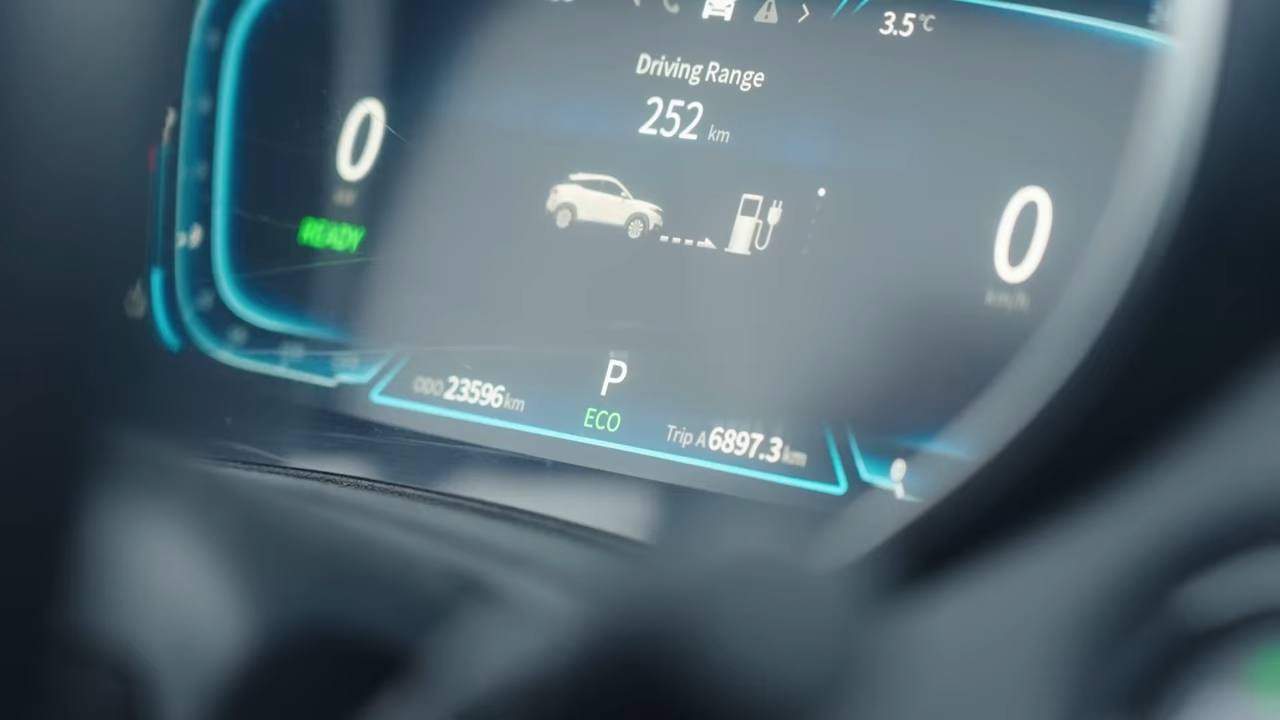 3.5°C
Driving Range
252 km
0
READY
0
km/h
P
ODO 23596 km
ECO
Trip A 6897.3 km